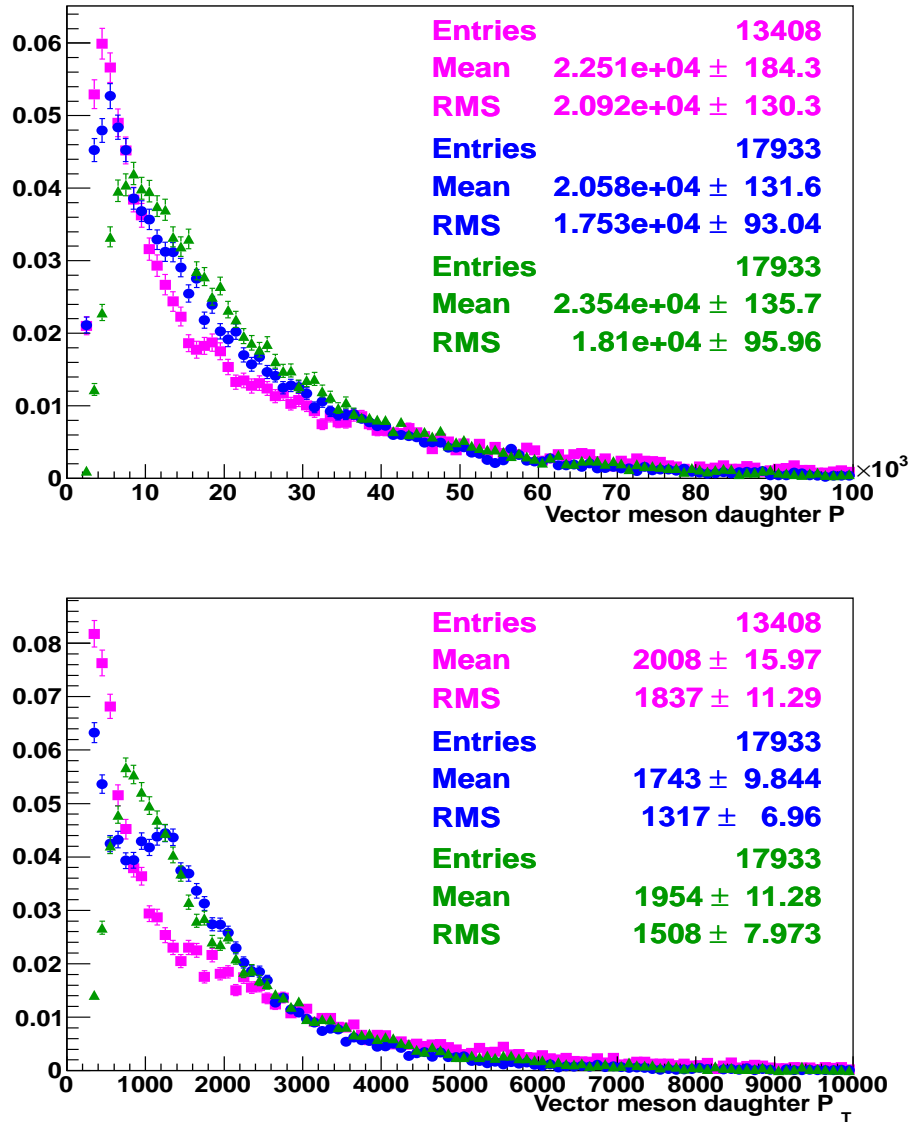 0.06
0.05
0.04
0.03
0.02
0.01
0
Entries 13408
Mean 2.251e+04 ± 184.3
RMS 2.092e+04 ± 130.3
Entries 17933
Mean 2.058e+04 ± 131.6
RMS 1.753e+04 ± 93.04
Entries 17933
Mean 2.354e+04 ± 135.7
RMS 1.81e+04 ± 95.96
0 10 20 30 40 50 60 70 80 90 100 ×10³
Vector meson daughter P
0.08
0.07
0.06
0.05
0.04
0.03
0.02
0.01
0
Entries 13408
Mean 2008 ± 15.97
RMS 1837 ± 11.29
Entries 17933
Mean 1743 ± 9.844
RMS 1317 ± 6.96
Entries 17933
Mean 1954 ± 11.28
RMS 1508 ± 7.973
0 1000 2000 3000 4000 5000 6000 7000 8000 9000 10000
Vector meson daughter P_T